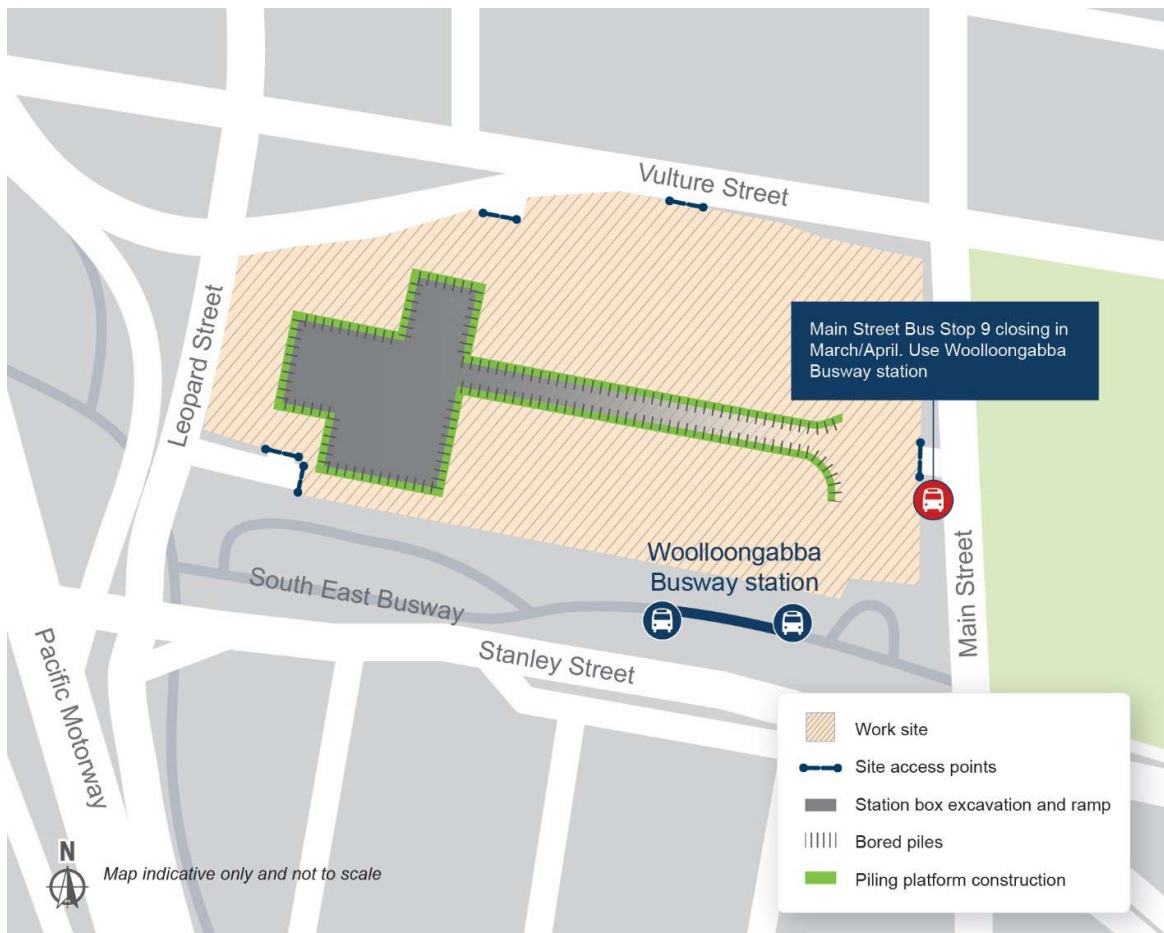 Vulture Street
Main Street Bus Stop 9 closing in
March/April. Use Woolloongabba
Busway station
Leopard Street
Woolloongabba
Busway station
South East Busway
Main Street
Stanley Street
Pacific Motorway
Work site
Site access points
Station box excavation and ramp
Bored piles
Piling platform construction
N
Map indicative only and not to scale